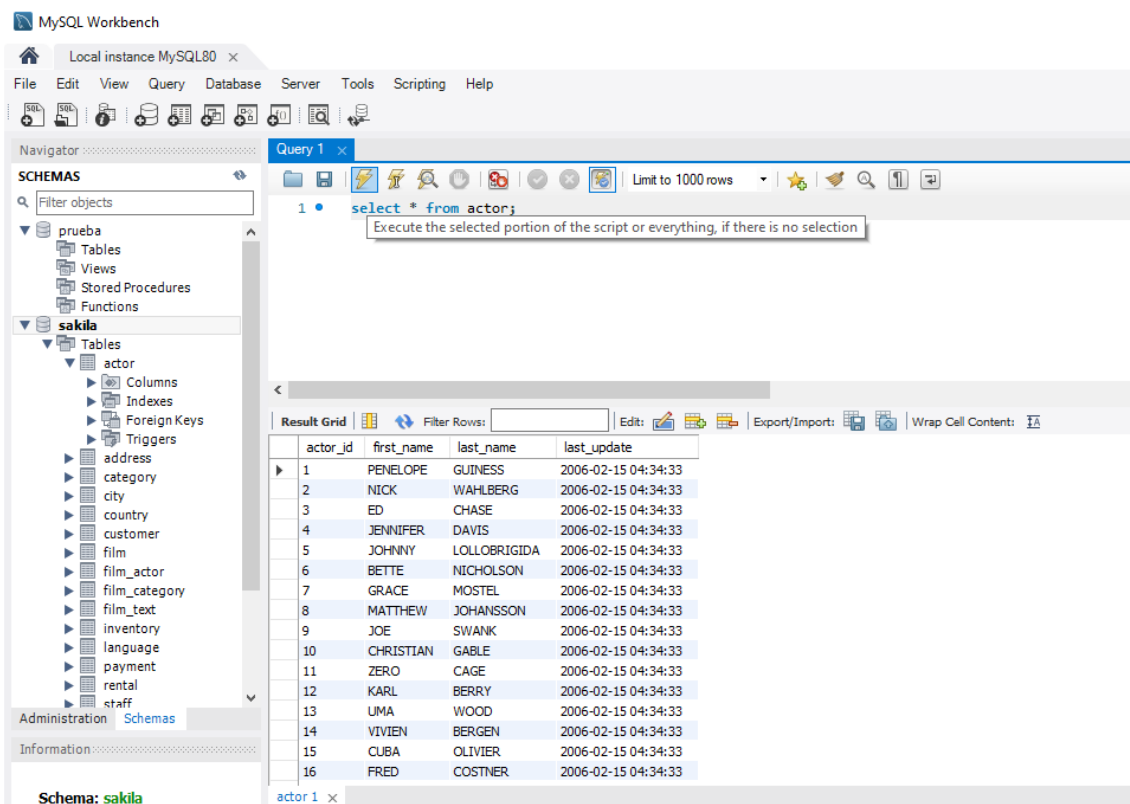 MySQL Workbench
Local instance MySQL80
File Edit View Query Database Server Tools Scripting Help
Navigator
SCHEMAS
Filter objects
prueba
Tables
Views
Stored Procedures
Functions
sakila
Tables
actor
Columns
Indexes
Foreign Keys
Triggers
address
category
city
country
customer
film
film_actor
film_category
film_text
inventory
language
payment
rental
staff
Administration Schemas
Information
Schema: sakila
Query 1
Limit to 1000 rows
1 select * from actor;
Execute the selected portion of the script or everything, if there is no selection
Result Grid Filter Rows: Edit: Export/Import: Wrap Cell Content:
actor_id first_name last_name last_update
1 PENELOPE GUINESS 2006-02-15 04:34:33
2 NICK WAHLBERG 2006-02-15 04:34:33
3 ED CHASE 2006-02-15 04:34:33
4 JENNIFER DAVIS 2006-02-15 04:34:33
5 JOHNNY LOLLOBRIGIDA 2006-02-15 04:34:33
6 BETTE NICHOLSON 2006-02-15 04:34:33
7 GRACE MOSTEL 2006-02-15 04:34:33
8 MATTHEW JOHANSSON 2006-02-15 04:34:33
9 JOE SWANK 2006-02-15 04:34:33
10 CHRISTIAN GABLE 2006-02-15 04:34:33
11 ZERO CAGE 2006-02-15 04:34:33
12 KARL BERRY 2006-02-15 04:34:33
13 UMA WOOD 2006-02-15 04:34:33
14 VIVIEN BERGEN 2006-02-15 04:34:33
15 CUBA OLIVIER 2006-02-15 04:34:33
16 FRED COSTNER 2006-02-15 04:34:33
actor 1